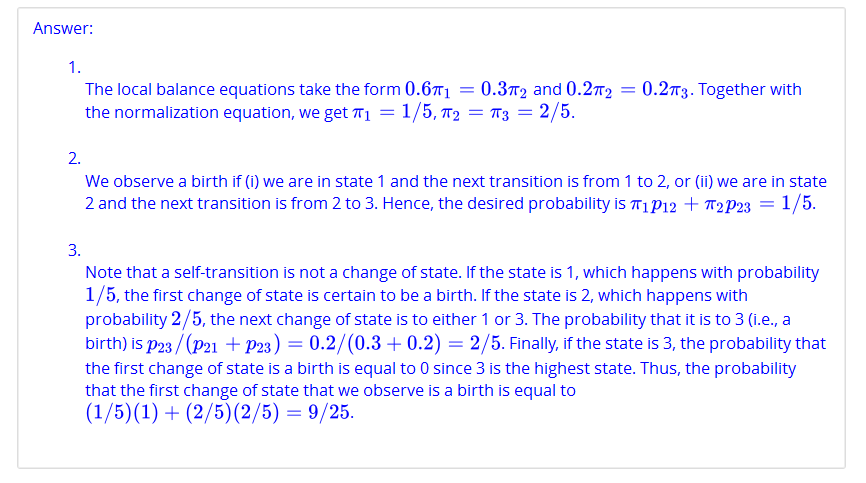 Answer:
1.
The local balance equations take the form 0.6π₁ = 0.3π₂ and 0.2π₂ = 0.2π₃. Together with
the normalization equation, we get π₁ = 1/5, π₂ = π₃ = 2/5.
2.
We observe a birth if (i) we are in state 1 and the next transition is from 1 to 2, or (ii) we are in state
2 and the next transition is from 2 to 3. Hence, the desired probability is π₁p₁₂ + π₂p₂₃ = 1/5.
3.
Note that a self-transition is not a change of state. If the state is 1, which happens with probability
1/5, the first change of state is certain to be a birth. If the state is 2, which happens with
probability 2/5, the next change of state is to either 1 or 3. The probability that it is to 3 (i.e., a
birth) is p₂₃/(p₂₁ + p₂₃) = 0.2/(0.3 + 0.2) = 2/5. Finally, if the state is 3, the probability that
the first change of state is a birth is equal to 0 since 3 is the highest state. Thus, the probability
that the first change of state that we observe is a birth is equal to
(1/5)(1) + (2/5)(2/5) = 9/25.